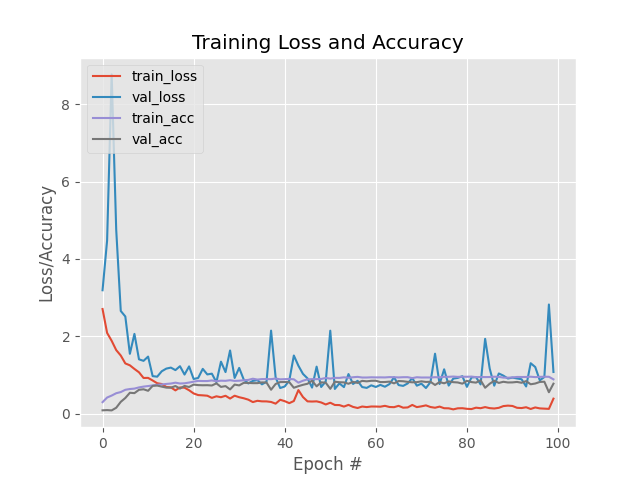 Training Loss and Accuracy
train_loss
val_loss
train_acc
val_acc
8
6
4
2
0
Loss/Accuracy
0 20 40 60 80 100
Epoch #